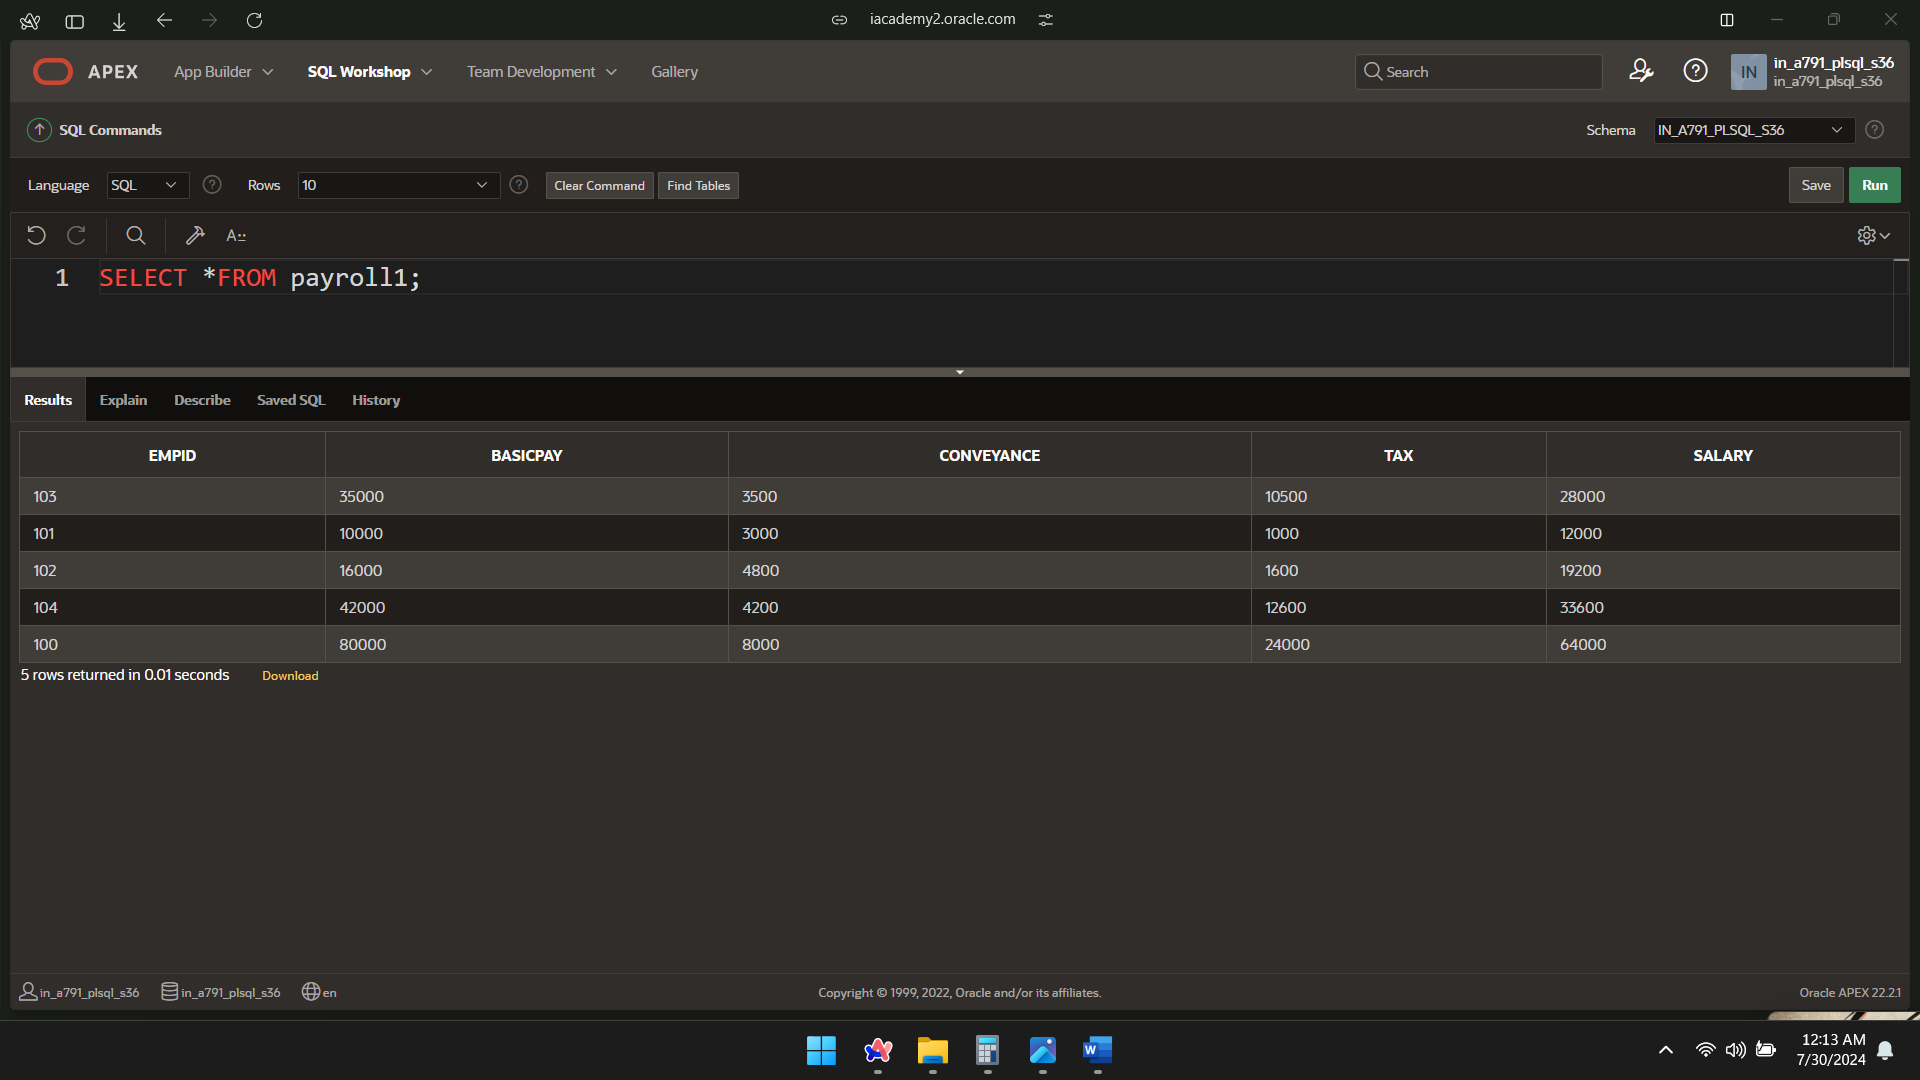 iacademy2.oracle.com
APEX App Builder SQL Workshop Team Development Gallery Search IN in_a791_plsql_s36
in_a791_plsql_s36
SQL Commands Schema IN_A791_PLSQL_S36
Language SQL Rows 10 Clear Command Find Tables Save Run
A::
1 SELECT *FROM payroll1;
Results Explain Describe Saved SQL History
EMPID BASICPAY CONVEYANCE TAX SALARY
103 35000 3500 10500 28000
101 10000 3000 1000 12000
102 16000 4800 1600 19200
104 42000 4200 12600 33600
100 80000 8000 24000 64000
5 rows returned in 0.01 seconds Download
in_a791_plsql_s36 in_a791_plsql_s36 en Copyright © 1999, 2022, Oracle and/or its affiliates. Oracle APEX 22.2.1
W 12:13 AM
7/30/2024